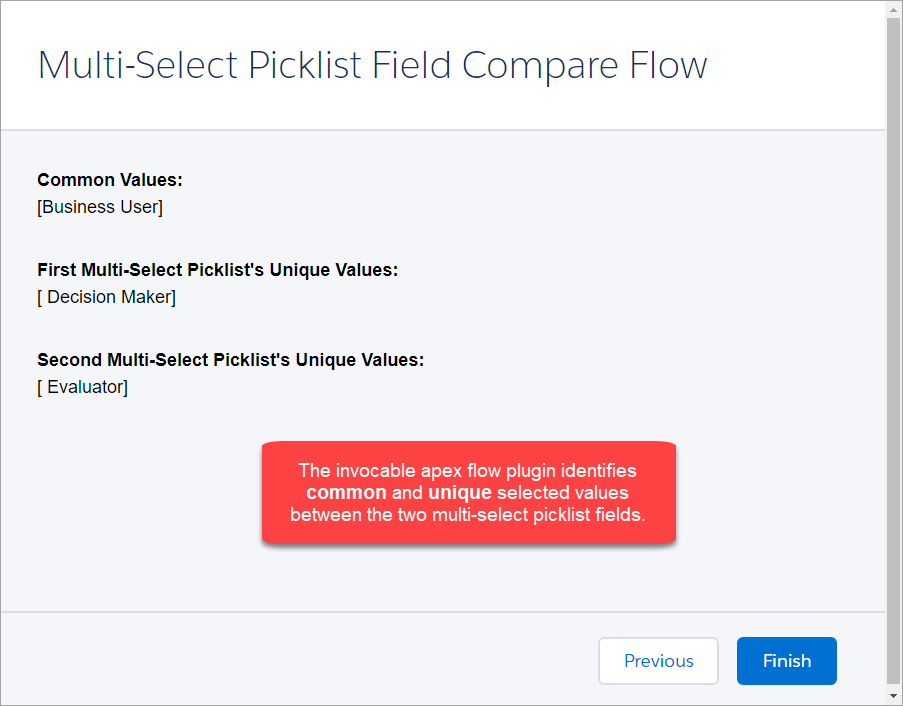 Multi-Select Picklist Field Compare Flow
Common Values:
[Business User]
First Multi-Select Picklist's Unique Values:
[ Decision Maker]
Second Multi-Select Picklist's Unique Values:
[ Evaluator]
The invocable apex flow plugin identifies
common and unique selected values
between the two multi-select picklist fields.
Previous
Finish